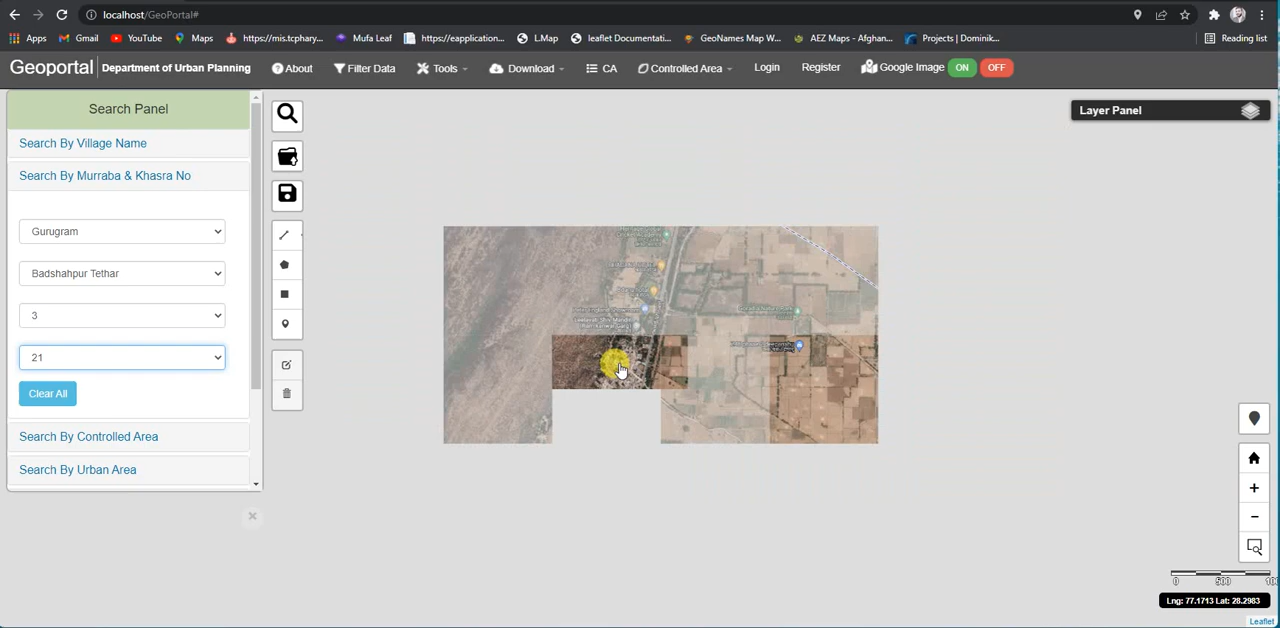 localhost/GeoPortal#
Apps Gmail YouTube Maps https://mis.tcphary... Mufa Leaf https://eapplication... L.Map leaflet Documentati... GeoNames Map W... AEZ Maps - Afghan... Projects | Dominik... Reading list
Geoportal Department of Urban Planning About Filter Data Tools Download CA Controlled Area Login Register Google Image ON OFF
Search Panel
Layer Panel
Search By Village Name
Search By Murraba & Khasra No
Gurugram
Badshahpur Tethar
3
21
Clear All
Search By Controlled Area
Search By Urban Area
0 500 100
Lng: 77.1713 Lat: 28.2983
Leaflet